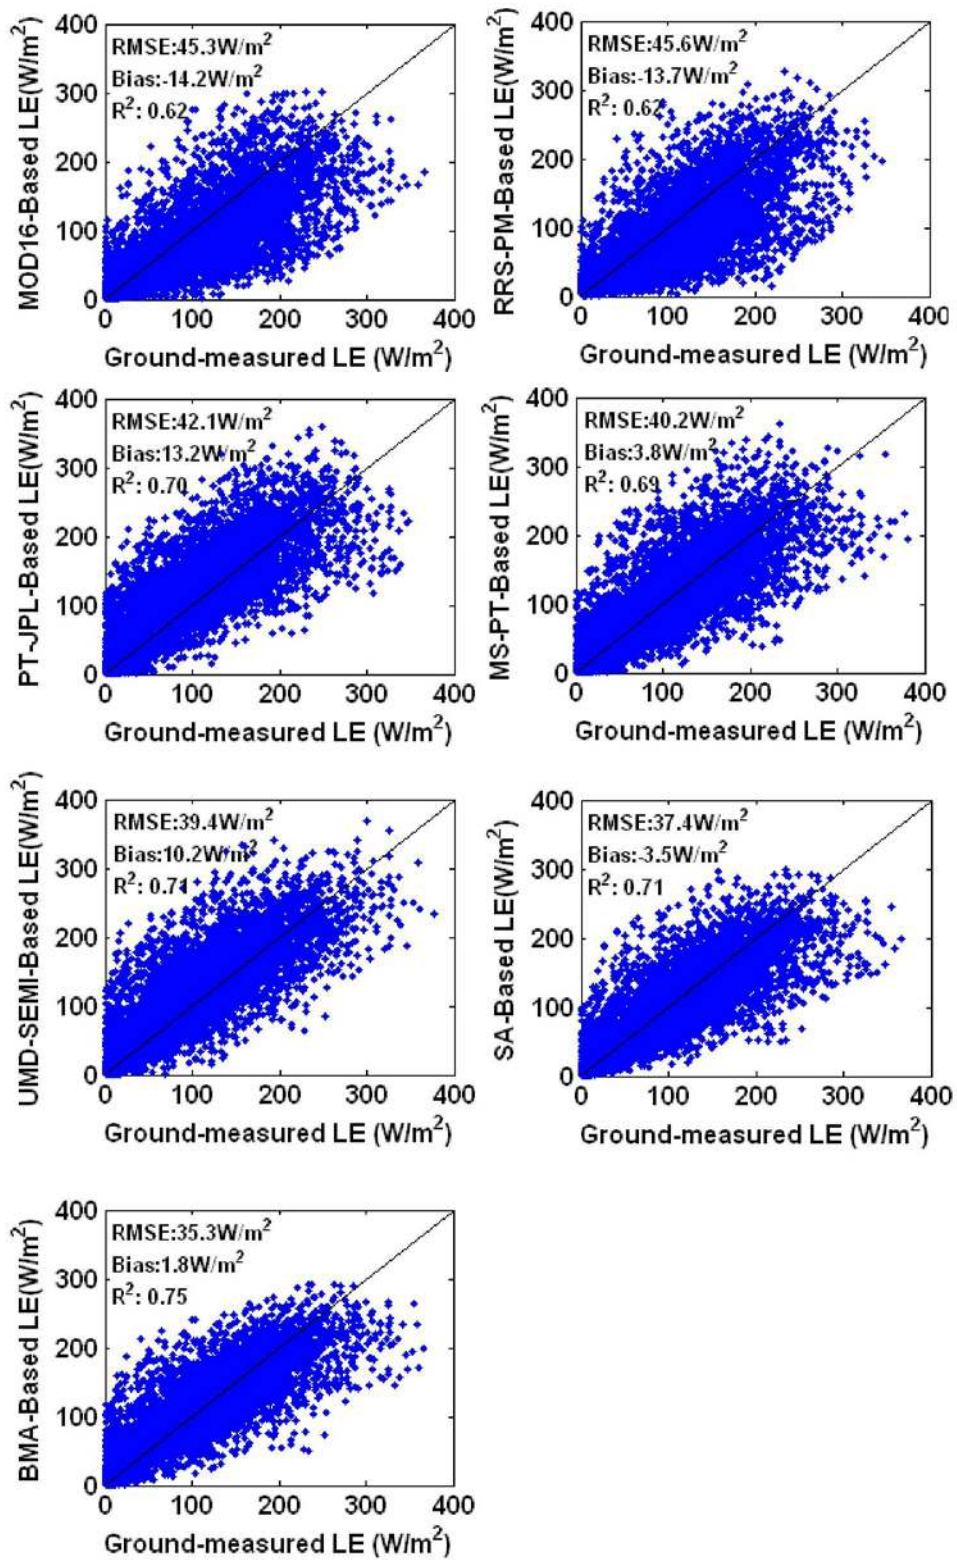 MOD16-Based LE(W/m²)
400
300
200
100
0
RMSE:45.3W/m²
Bias:-14.2W/m²
R²: 0.62
0 100 200 300 400
Ground-measured LE (W/m²)
RRS-PM-Based LE(W/m²)
400
300
200
100
0
RMSE:45.6W/m²
Bias:-13.7W/m²
R²: 0.62
0 100 200 300 400
Ground-measured LE (W/m²)
PT-JPL-Based LE(W/m²)
400
300
200
100
0
RMSE:42.1W/m²
Bias:13.2W/m²
R²: 0.70
0 100 200 300 400
Ground-measured LE (W/m²)
MS-PT-Based LE(W/m²)
400
300
200
100
0
RMSE:40.2W/m²
Bias:3.8W/m²
R²: 0.69
0 100 200 300 400
Ground-measured LE (W/m²)
UMD-SEMI-Based LE(W/m²)
400
300
200
100
0
RMSE:39.4W/m²
Bias:10.2W/m²
R²: 0.71
0 100 200 300 400
Ground-measured LE (W/m²)
SA-Based LE(W/m²)
400
300
200
100
0
RMSE:37.4W/m²
Bias:-3.5W/m²
R²: 0.71
0 100 200 300 400
Ground-measured LE (W/m²)
BMA-Based LE(W/m²)
400
300
200
100
0
RMSE:35.3W/m²
Bias:1.8W/m²
R²: 0.75
0 100 200 300 400
Ground-measured LE (W/m²)